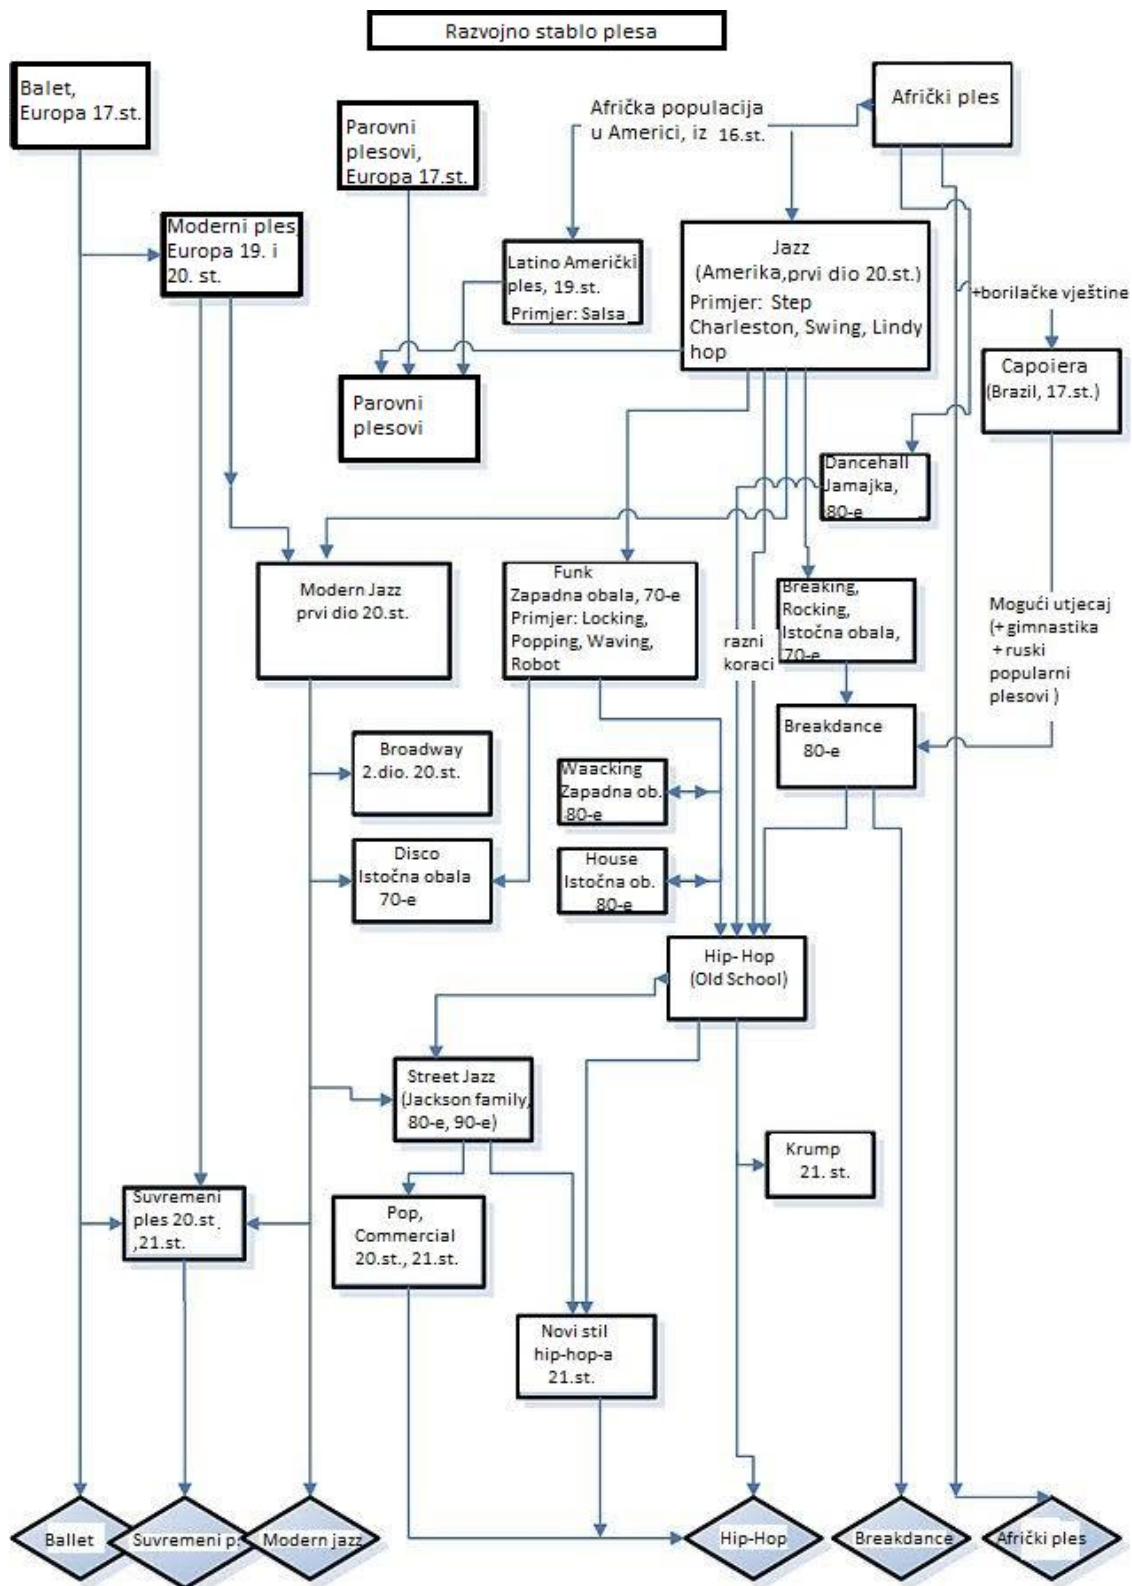 Razvojno stablo plesa
Balet,
Europa 17.st.
Parovni
plesovi,
Europa 17.st.
Afrička populacija
u Americi, iz 16.st.
Afrički ples
Moderni ples,
Europa 19. i
20. st.
Latino Američki
ples, 19.st.
Primjer: Salsa
Jazz
(Amerika,prvi dio 20.st.)
Primjer: Step
Charleston, Swing, Lindy
hop
+borilačke vještine
Capoiera
(Brazil, 17.st.)
Parovni
plesovi
Dancehall
Jamajka,
80-e
Modern Jazz
prvi dio 20.st.
Funk
Zapadna obala, 70-e
Primjer: Locking,
Popping, Waving,
Robot
razni
koraci
Breaking,
Rocking,
Istočna obala,
70-e
Mogući utjecaj
(+ gimnastika
+ruski
popularni
plesovi )
Breakdance
80-e
Broadway
2.dio. 20.st.
Waacking
Zapadna ob.
80-e
Disco
Istočna obala
70-e
House
Istočna ob.
80-e
Hip- Hop
(Old School)
Street Jazz
(Jackson family,
80-e, 90-e)
Krump
21. st.
Suvremeni
ples 20.st.
,21.st.
Pop,
Commercial
20.st., 21.st.
Novi stil
hip-hop-a
21.st.
Ballet
Suvremeni p.
Modern jazz
Hip-Hop
Breakdance
Afrički ples